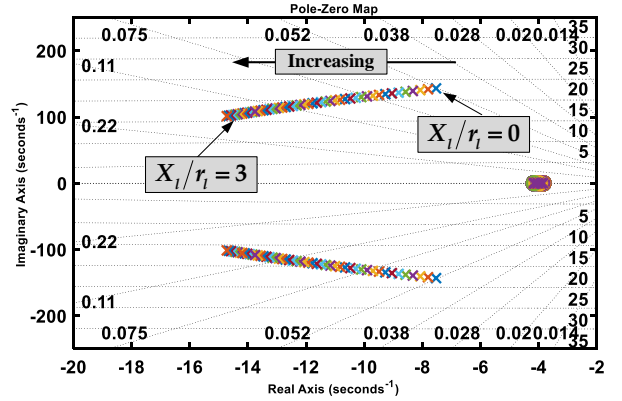 Pole-Zero Map
200
100
0
-100
-200
Imaginary Axis (seconds⁻¹)
0.075 0.052 0.038 0.028 0.020 0.014 35
30
0.11 25
20
15
0.22 10
5
Increasing
X_l/r_l = 0
X_l/r_l = 3
5
0.22 10
15
20
0.11 25
30
0.075 0.052 0.038 0.028 0.020 0.014 35
-20 -18 -16 -14 -12 -10 -8 -6 -4 -2
Real Axis (seconds⁻¹)